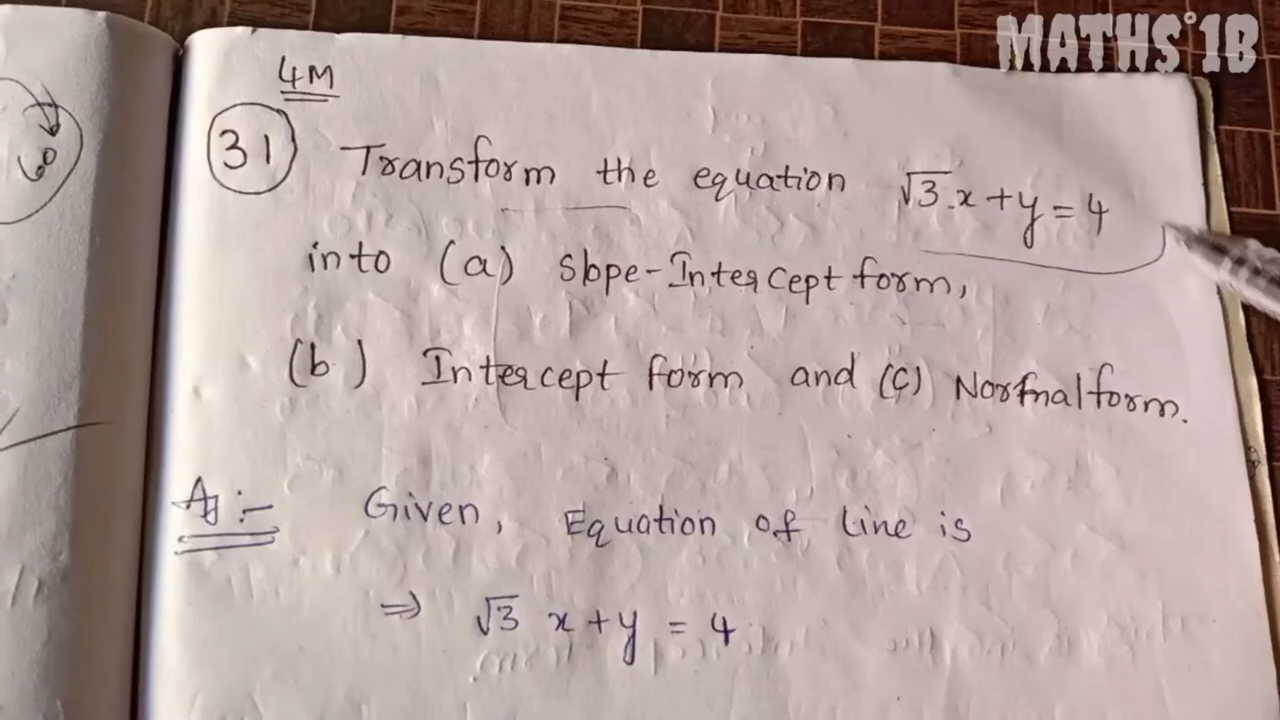 MATHS 1B
4M
31 Transform the equation √3.x+y=4
into (a) Slope-Intercept form,
(b) Intercept form and (c) Normal form.
A :- Given, Equation of line is
⇒ √3 x+y = 4